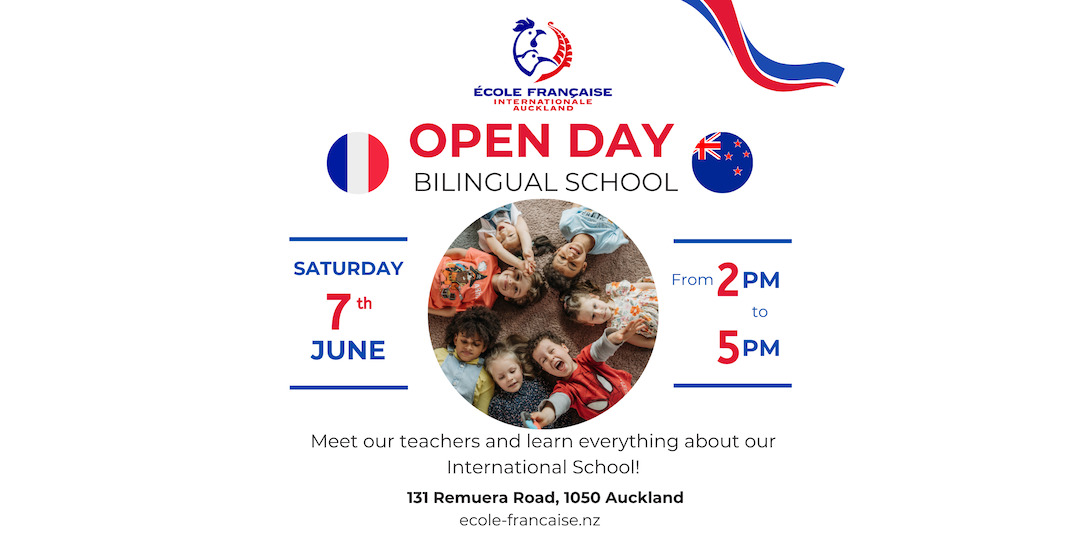 ÉCOLE FRANÇAISE
INTERNATIONALE
AUCKLAND
OPEN DAY
BILINGUAL SCHOOL
SATURDAY
7th
JUNE
From 2PM
to
5PM
Meet our teachers and learn everything about our
International School!
131 Remuera Road, 1050 Auckland
ecole-francaise.nz